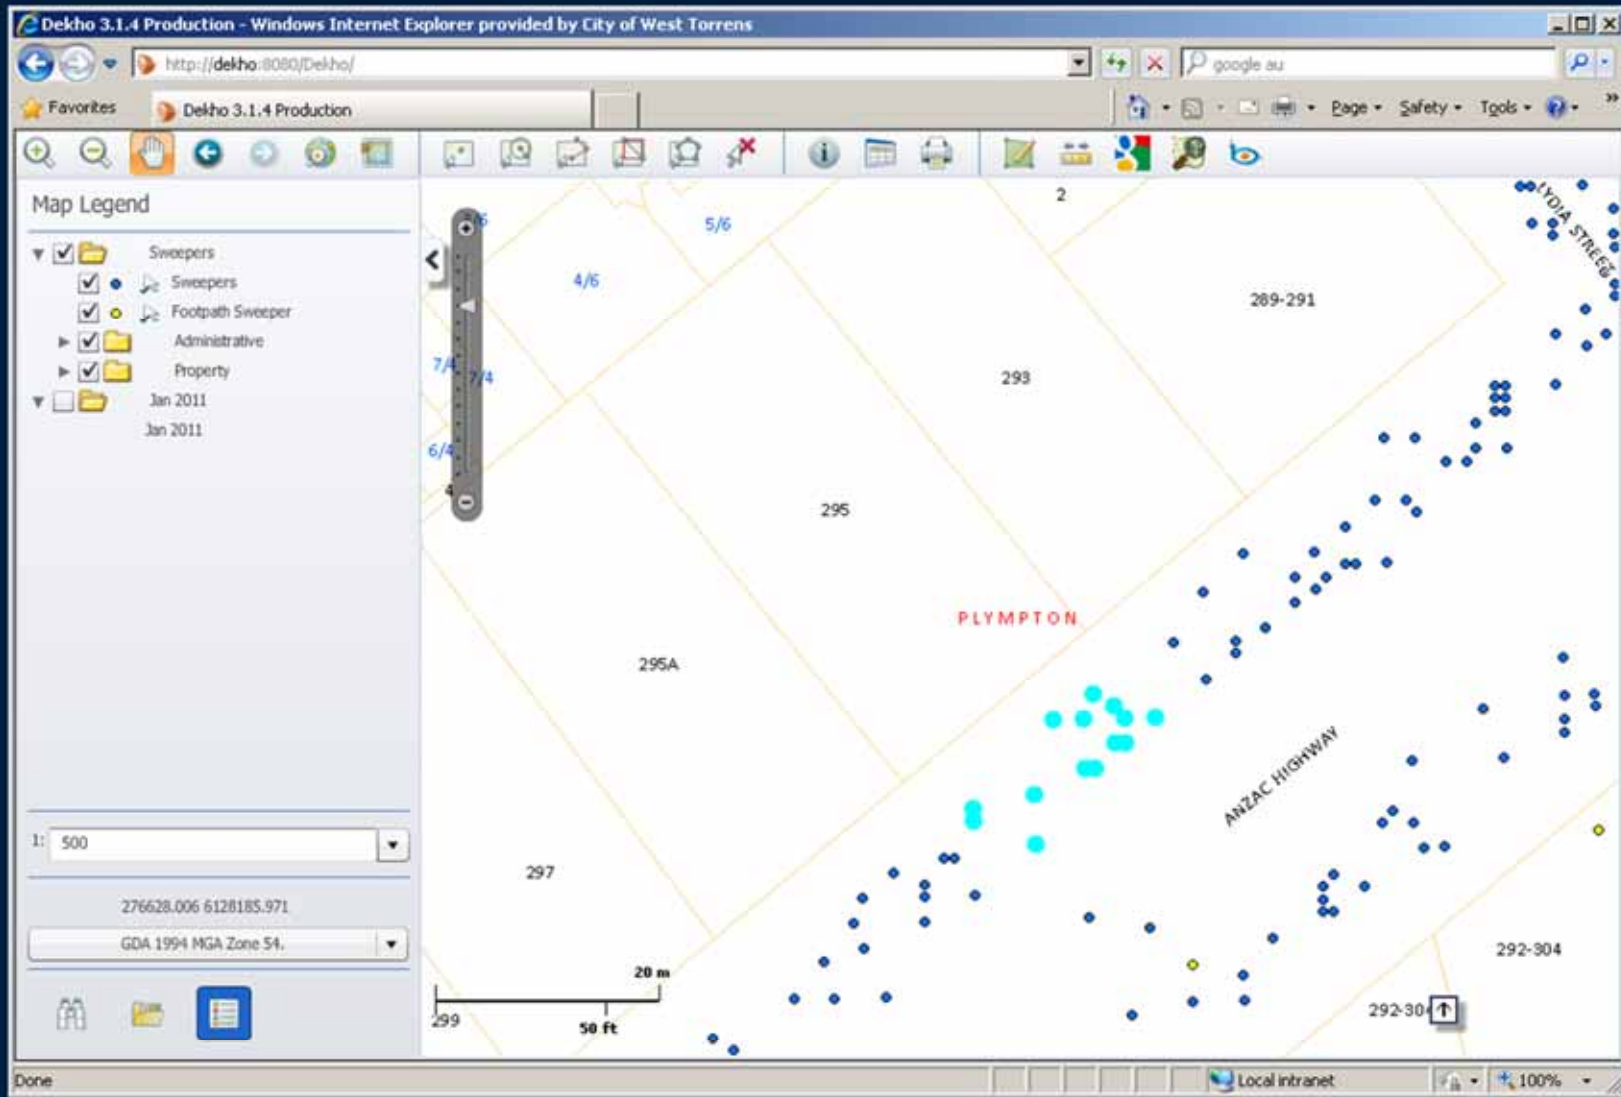 Dekho 3.1.4 Production - Windows Internet Explorer provided by City of West Torrens
http://dekho:8080/Dekho/
google au
Favorites
Dekho 3.1.4 Production
Page
Safety
Tools
Map Legend
Sweepers
Sweepers
Footpath Sweeper
Administrative
Property
Jan 2011
Jan 2011
1: 500
276628.006 6128185.971
GDA 1994 MGA Zone 54.
2
LYDIA STREET
5/6
4/6
289-291
7/4
7/4
293
6/4
295
PLYMPTON
295A
ANZAC HIGHWAY
297
292-304
20 m
299
50 ft
Done
Local intranet
100%